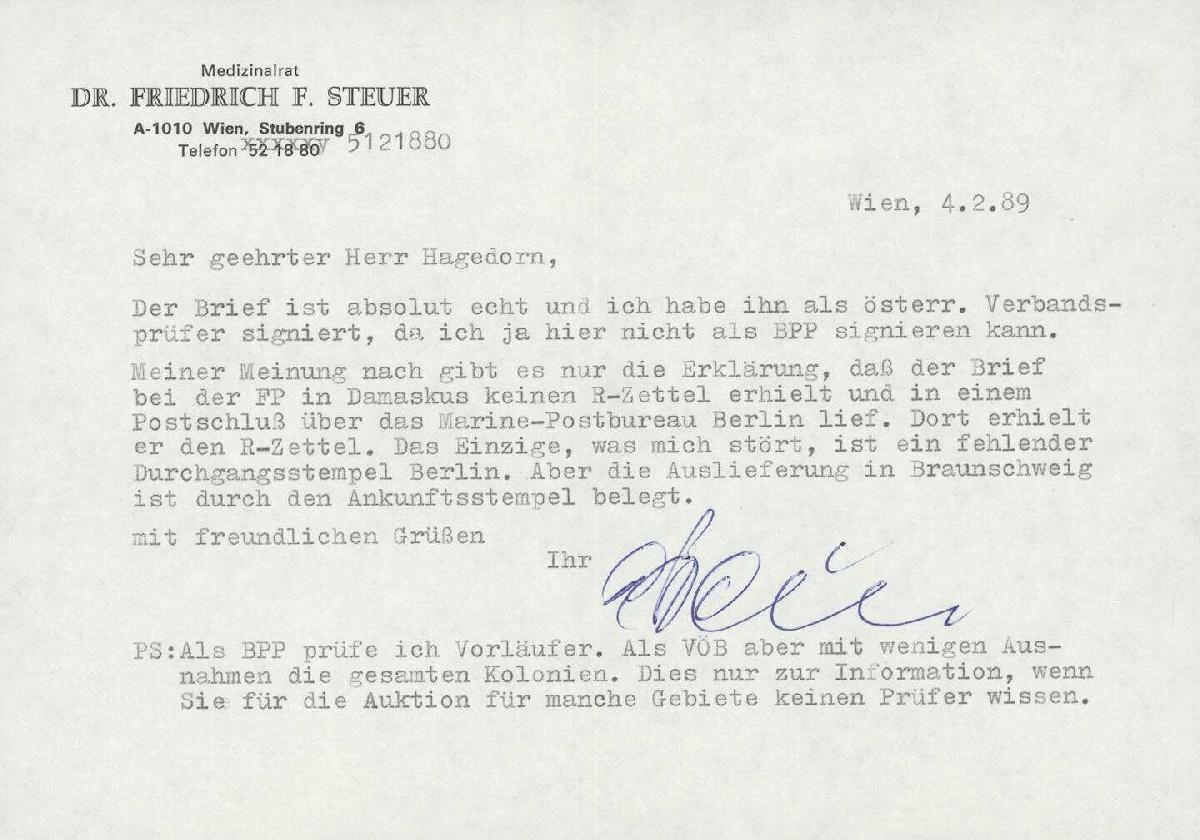 Medizinalrat
DR. FRIEDRICH F. STEUER
A-1010 Wien, Stubenring 6
Telefon 52 18 80 5121880
Wien, 4.2.89
Sehr geehrter Herr Hagedorn,
Der Brief ist absolut echt und ich habe ihn als österr. Verbands-
prüfer signiert, da ich ja hier nicht als BPP signieren kann.
Meiner Meinung nach gibt es nur die Erklärung, daß der Brief
bei der FP in Damaskus keinen R-Zettel erhielt und in einem
Postschluß über das Marine-Postbureau Berlin lief. Dort erhielt
er den R-Zettel. Das Einzige, was mich stört, ist ein fehlender
Durchgangsstempel Berlin. Aber die Auslieferung in Braunschweig
ist durch den Ankunftsstempel belegt.
mit freundlichen Grüßen
Ihr
PS:Als BPP prüfe ich Vorläufer. Als VÖB aber mit wenigen Aus-
nahmen die gesamten Kolonien. Dies nur zur Information, wenn
Sie für die Auktion für manche Gebiete keinen Prüfer wissen.